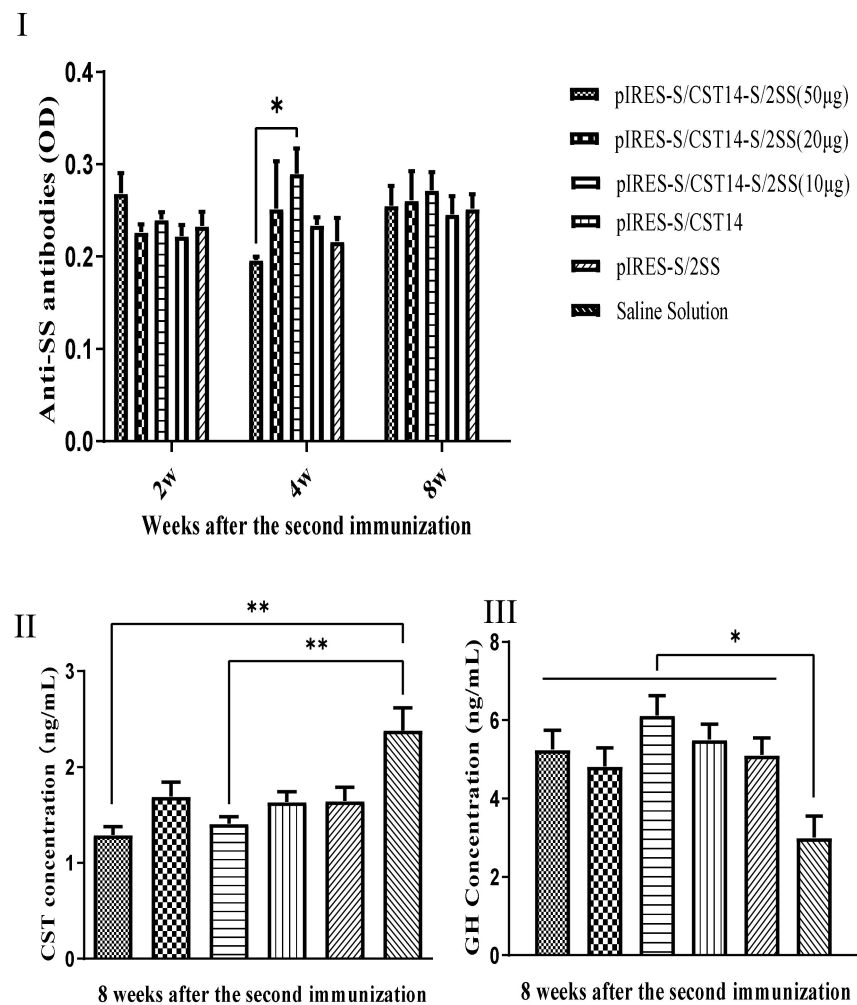 I
Anti-SS antibodies (OD)
0.4
0.3
0.2
0.1
0.0
*
2w
4w
8w
Weeks after the second immunization
pIRES-S/CST14-S/2SS(50μg)
pIRES-S/CST14-S/2SS(20μg)
pIRES-S/CST14-S/2SS(10μg)
pIRES-S/CST14
pIRES-S/2SS
Saline Solution
II
CST concentration (ng/mL)
3
2
1
0
**
**
8 weeks after the second immunization
III
GH Concentration (ng/mL)
8
6
4
2
0
*
8 weeks after the second immunization